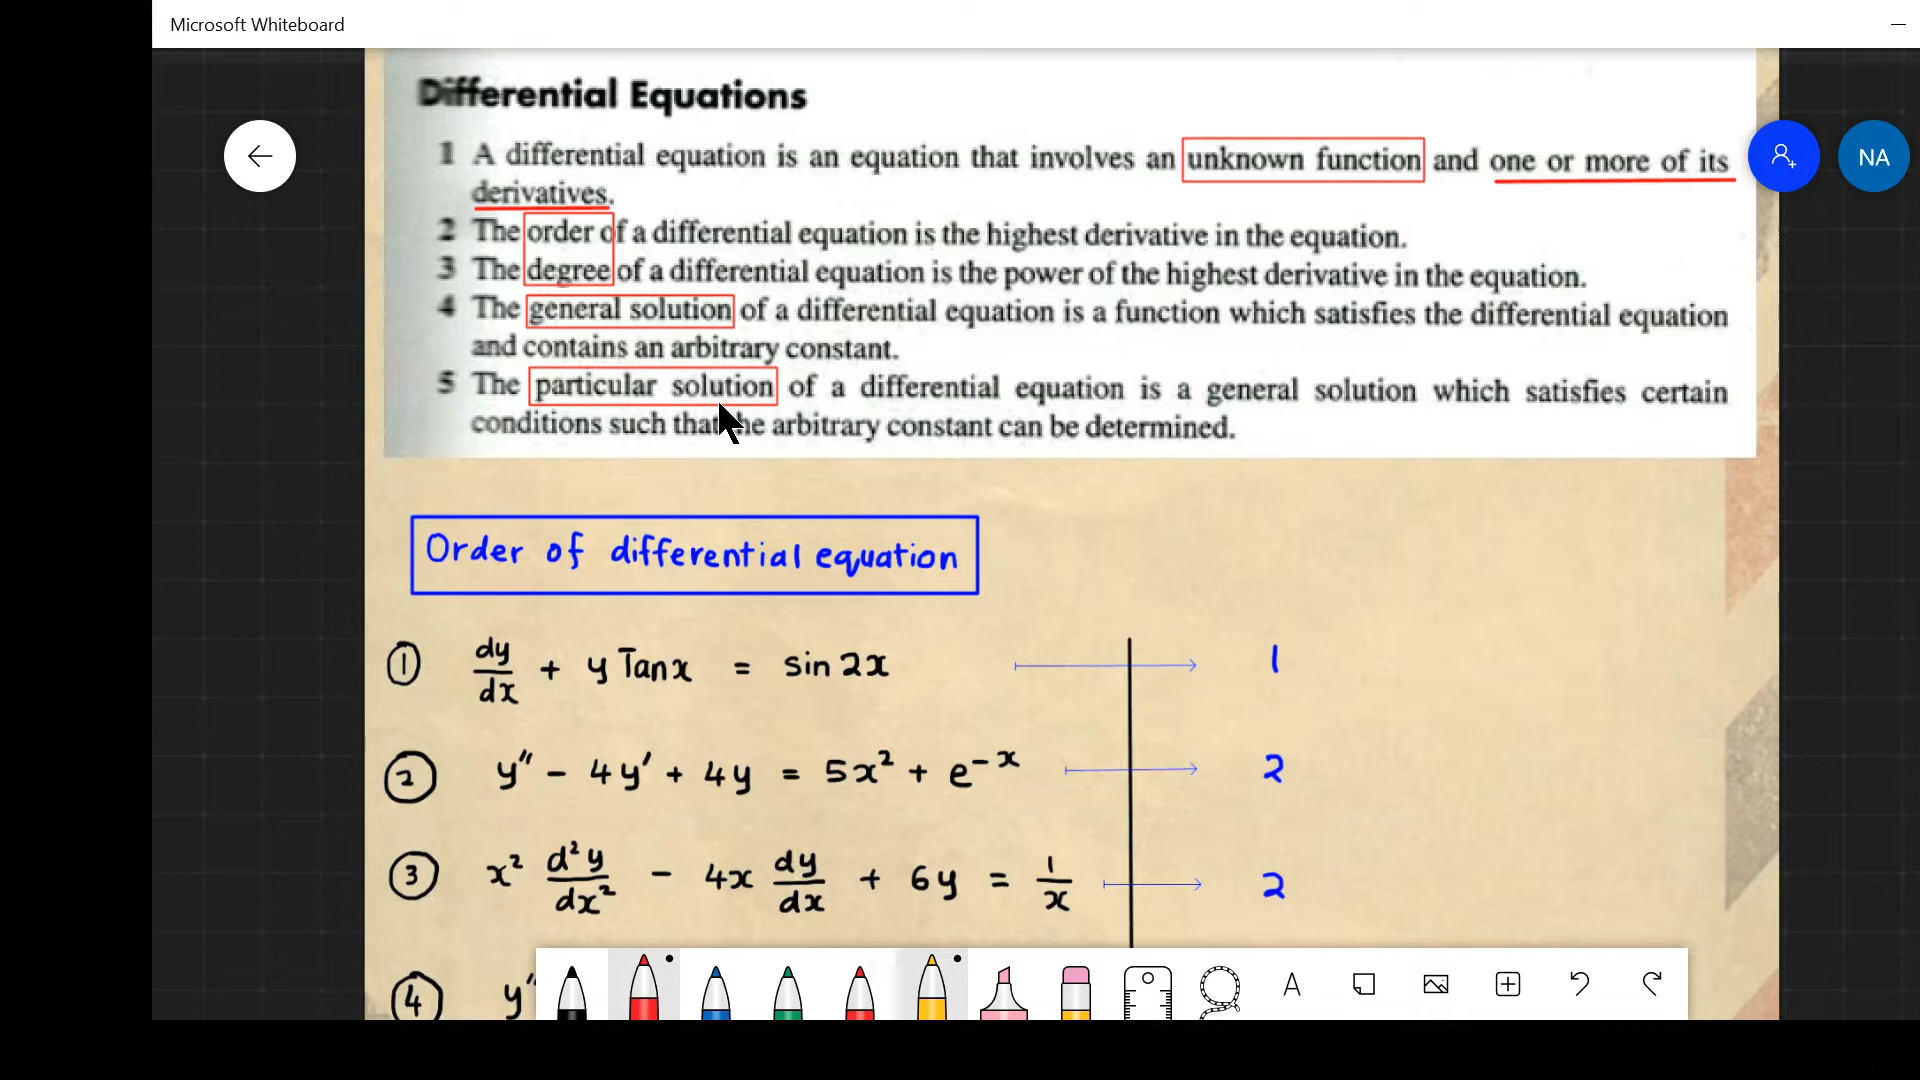 Microsoft Whiteboard
NA
Differential Equations
1 A differential equation is an equation that involves an unknown function and one or more of its
derivatives.
2 The order of a differential equation is the highest derivative in the equation.
3 The degree of a differential equation is the power of the highest derivative in the equation.
4 The general solution of a differential equation is a function which satisfies the differential equation
and contains an arbitrary constant.
5 The particular solution of a differential equation is a general solution which satisfies certain
conditions such that the arbitrary constant can be determined.
Order of differential equation
① dy/dx + y Tanx = sin 2x 1
② y″ - 4y′ + 4y = 5x² + e⁻ˣ 2
③ x² d²y/dx² - 4x dy/dx + 6y = 1/x 2
④ y″